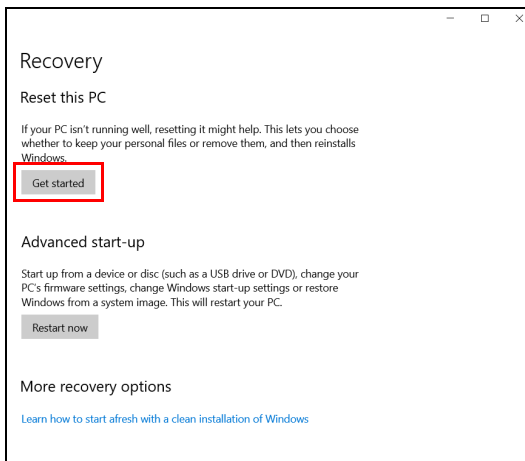 Recovery
Reset this PC
If your PC isn't running well, resetting it might help. This lets you choose
whether to keep your personal files or remove them, and then reinstalls
Windows.
Get started
Advanced start-up
Start up from a device or disc (such as a USB drive or DVD), change your
PC's firmware settings, change Windows start-up settings or restore
Windows from a system image. This will restart your PC.
Restart now
More recovery options
Learn how to start afresh with a clean installation of Windows